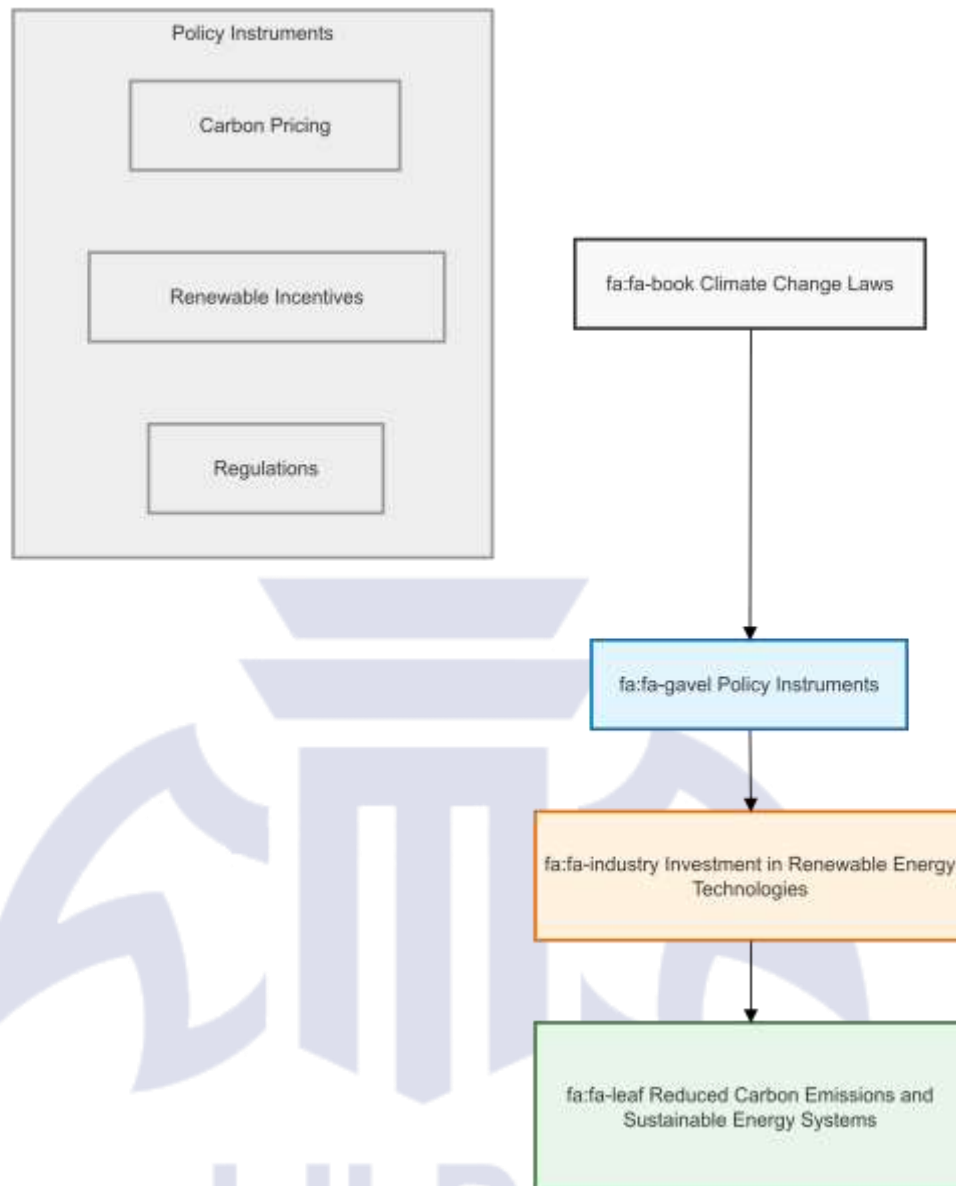 Policy Instruments
Carbon Pricing
Renewable Incentives
Regulations
fa:fa-book Climate Change Laws
fa:fa-gavel Policy Instruments
fa:fa-industry Investment in Renewable Energy
Technologies
fa:fa-leaf Reduced Carbon Emissions and
Sustainable Energy Systems